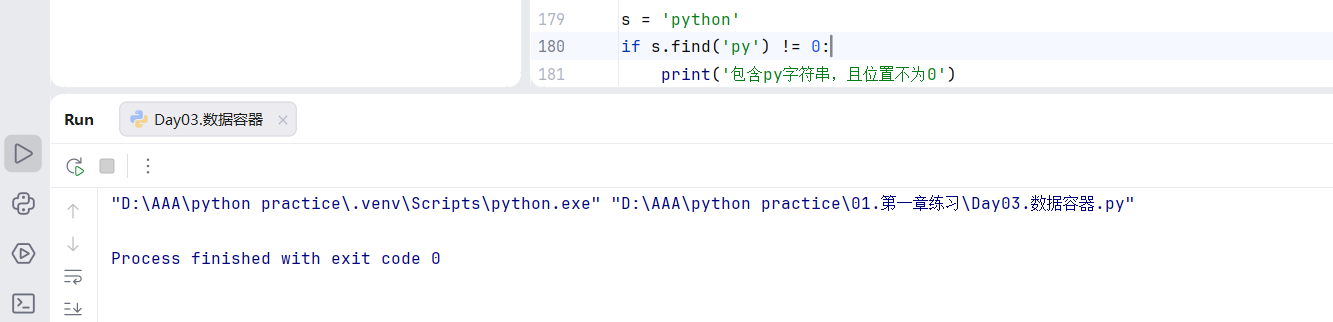 179 s = 'python'
180 if s.find('py') != 0:
181 print('包含py字符串，且位置不为0')
Run Day03.数据容器
"D:\AAA\python practice\.venv\Scripts\python.exe" "D:\AAA\python practice\01.第一章练习\Day03.数据容器.py"
Process finished with exit code 0